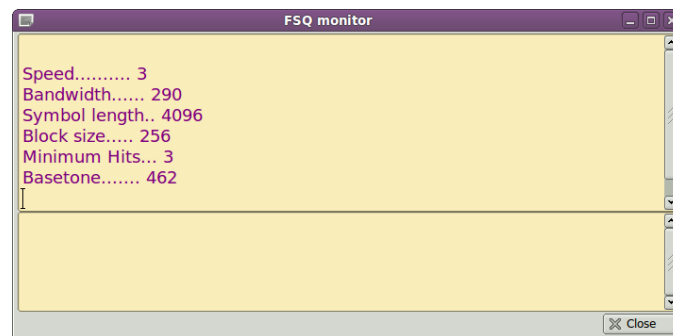 FSQ monitor
Speed.......... 3
Bandwidth...... 290
Symbol length.. 4096
Block size..... 256
Minimum Hits... 3
Basetone....... 462
Close